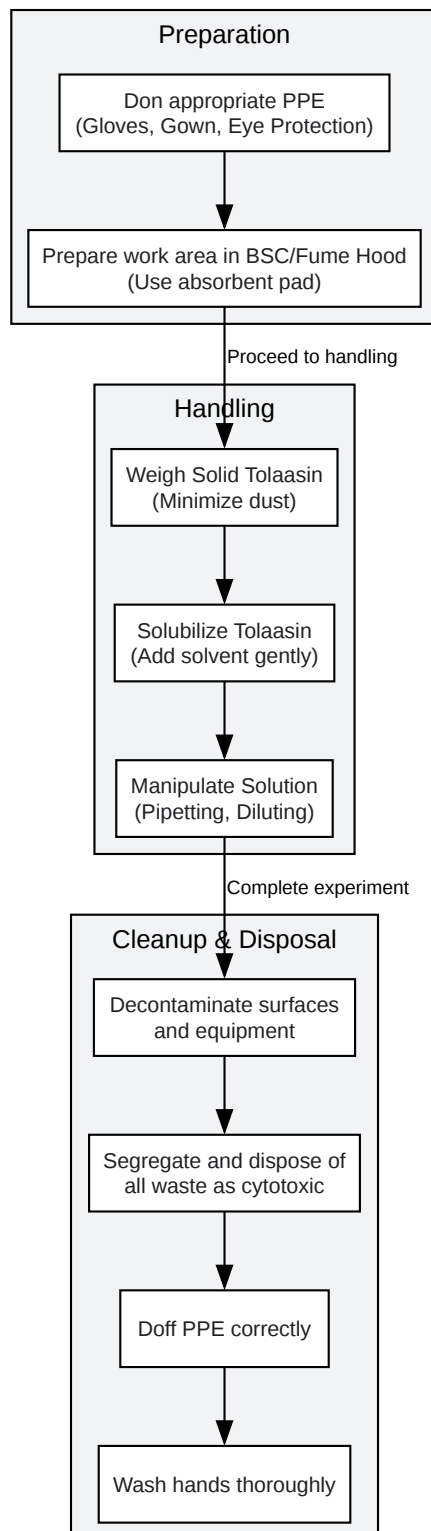 Preparation
Don appropriate PPE
(Gloves, Gown, Eye Protection)
Prepare work area in BSC/Fume Hood
(Use absorbent pad)
Proceed to handling
Handling
Weigh Solid Tolaasin
(Minimize dust)
Solubilize Tolaasin
(Add solvent gently)
Manipulate Solution
(Pipetting, Diluting)
Complete experiment
Cleanup & Disposal
Decontaminate surfaces
and equipment
Segregate and dispose of
all waste as cytotoxic
Doff PPE correctly
Wash hands thoroughly